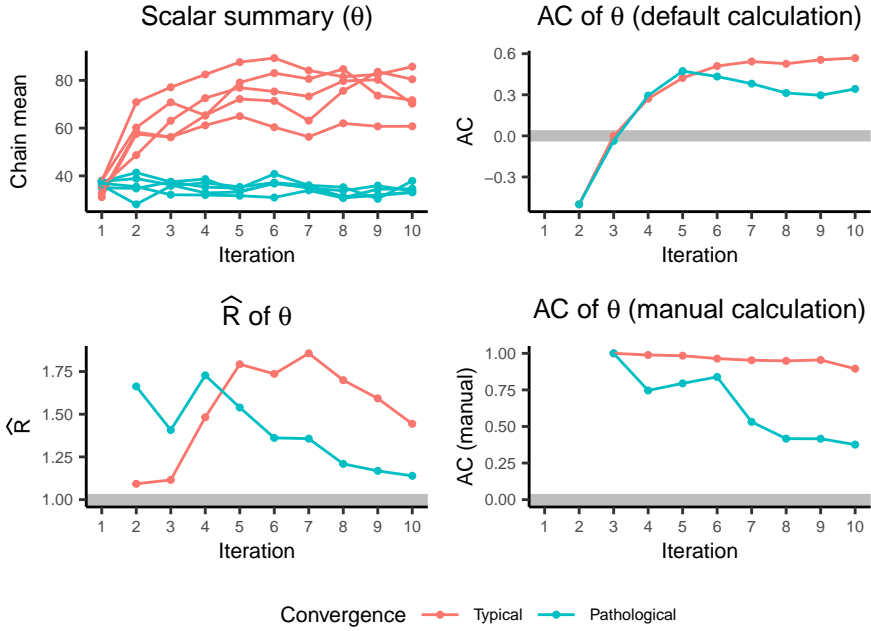 Scalar summary (θ)
Chain mean
80
60
40
1 2 3 4 5 6 7 8 9 10
Iteration
AC of θ (default calculation)
AC
0.6
0.3
0.0
−0.3
1 2 3 4 5 6 7 8 9 10
Iteration
R̂ of θ
R̂
1.75
1.50
1.25
1.00
1 2 3 4 5 6 7 8 9 10
Iteration
AC of θ (manual calculation)
AC (manual)
1.00
0.75
0.50
0.25
0.00
1 2 3 4 5 6 7 8 9 10
Iteration
Convergence Typical Pathological